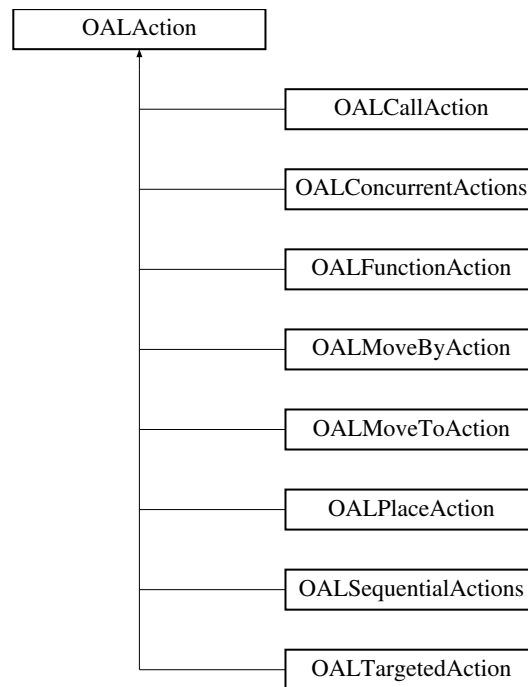 OALAction
OALCallAction
OALConcurrentActions
OALFunctionAction
OALMoveByAction
OALMoveToAction
OALPlaceAction
OALSequentialActions
OALTargetedAction